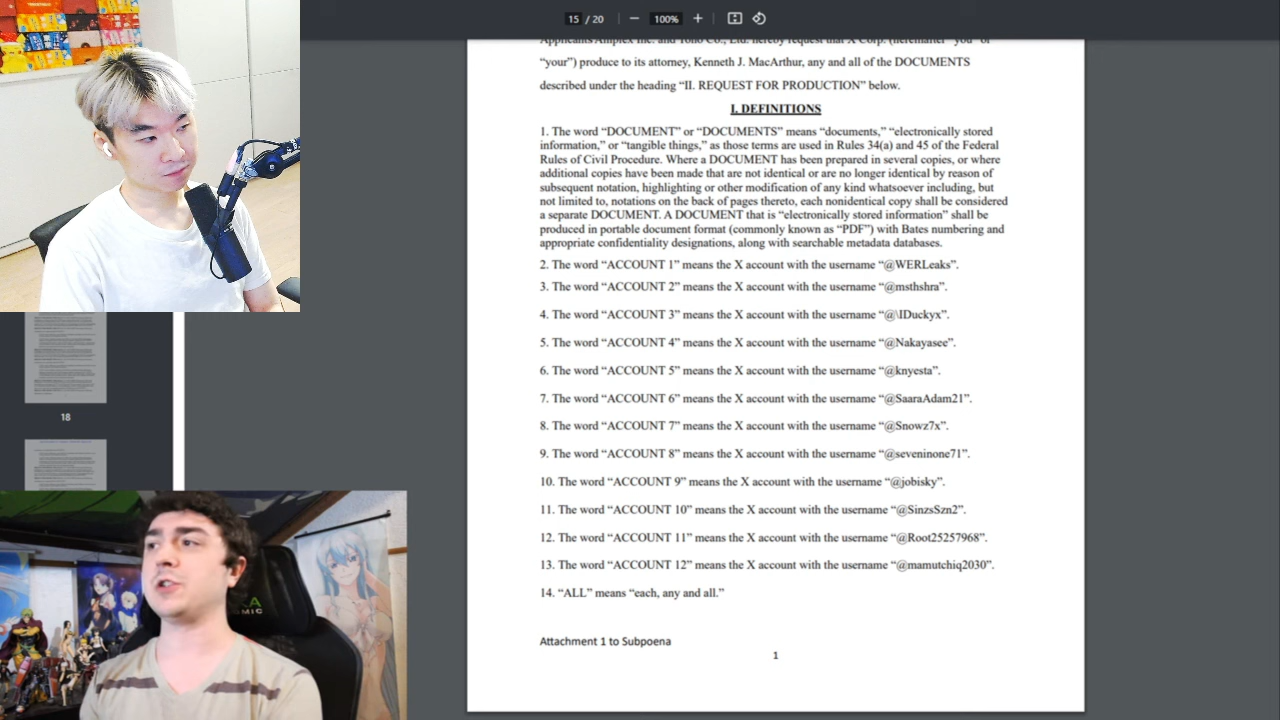 15 / 20
100%
Applicants Aniplex Inc. and Toho Co., Ltd. hereby request that X Corp. (hereinafter “you” or
“your”) produce to its attorney, Kenneth J. MacArthur, any and all of the DOCUMENTS
described under the heading “II. REQUEST FOR PRODUCTION” below.
I. DEFINITIONS
1. The word “DOCUMENT” or “DOCUMENTS” means “documents,” “electronically stored
information,” or “tangible things,” as those terms are used in Rules 34(a) and 45 of the Federal
Rules of Civil Procedure. Where a DOCUMENT has been prepared in several copies, or where
additional copies have been made that are not identical or are no longer identical by reason of
subsequent notation, highlighting or other modification of any kind whatsoever including, but
not limited to, notations on the back of pages thereto, each nonidentical copy shall be considered
a separate DOCUMENT. A DOCUMENT that is “electronically stored information” shall be
produced in portable document format (commonly known as “PDF”) with Bates numbering and
appropriate confidentiality designations, along with searchable metadata databases.
2. The word “ACCOUNT 1” means the X account with the username “@WERLeaks”.
3. The word “ACCOUNT 2” means the X account with the username “@msthshra”.
4. The word “ACCOUNT 3” means the X account with the username “@\IDuckyx”.
5. The word “ACCOUNT 4” means the X account with the username “@Nakayasee”.
6. The word “ACCOUNT 5” means the X account with the username “@knyesta”.
7. The word “ACCOUNT 6” means the X account with the username “@SaaraAdam21”.
8. The word “ACCOUNT 7” means the X account with the username “@Snowz7x”.
9. The word “ACCOUNT 8” means the X account with the username “@seveninone71”.
10. The word “ACCOUNT 9” means the X account with the username “@jobisky”.
11. The word “ACCOUNT 10” means the X account with the username “@SinzsSzn2”.
12. The word “ACCOUNT 11” means the X account with the username “@Root25257968”.
13. The word “ACCOUNT 12” means the X account with the username “@mamutchiq2030”.
14. “ALL” means “each, any and all.”
Attachment 1 to Subpoena
1
18